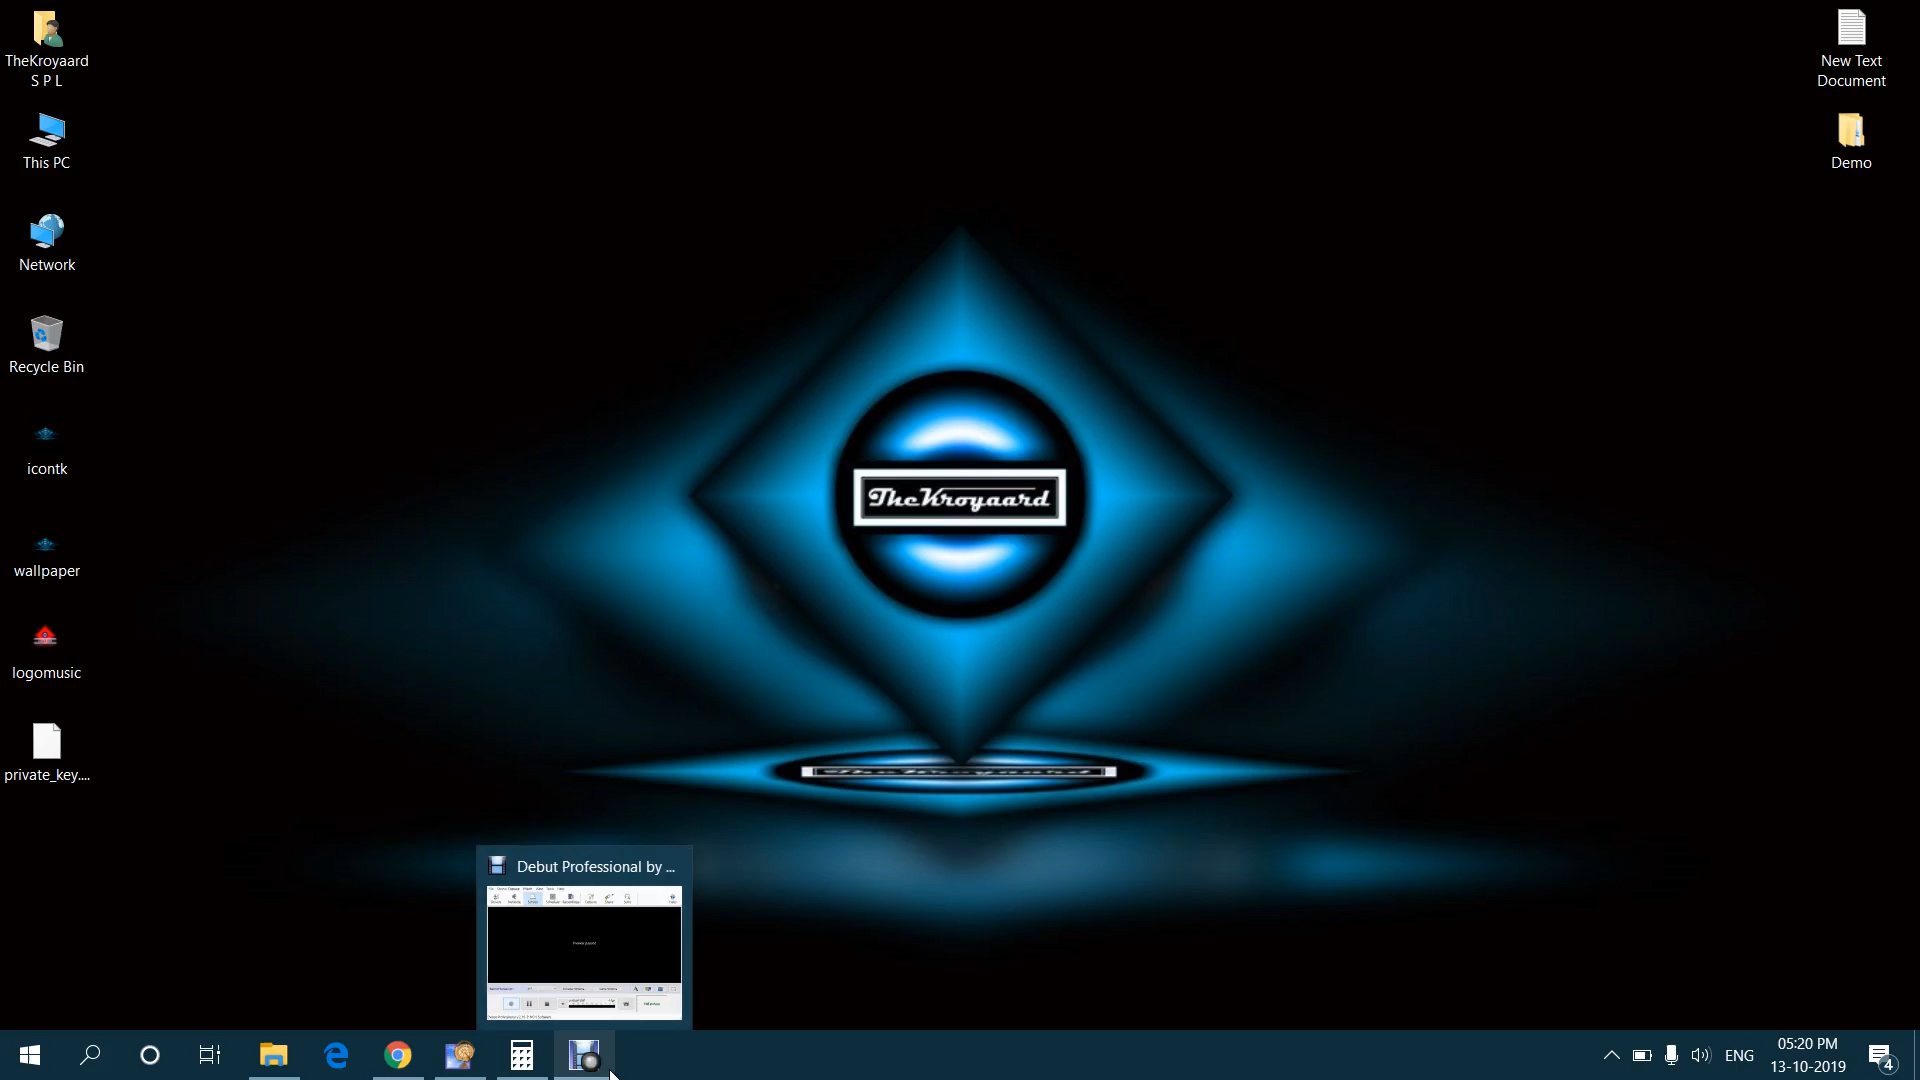 TheKroyaard
S P L
This PC
Network
Recycle Bin
icontk
wallpaper
logomusic
private_key....
New Text
Document
Demo
TheKroyaard
Debut Professional by ...
ENG
05:20 PM
13-10-2019
4